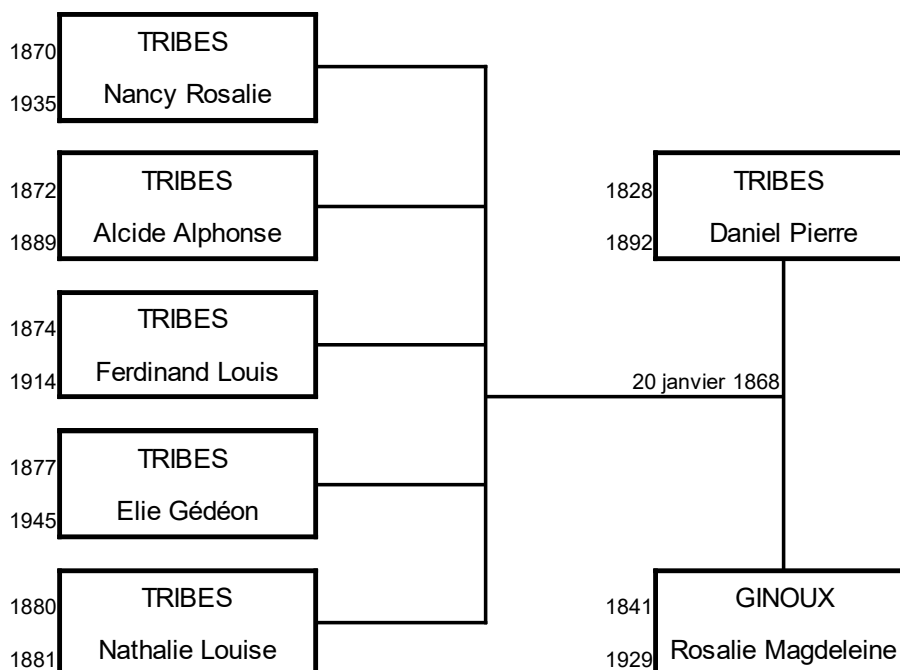 1870
TRIBES
Nancy Rosalie
1935
1872
TRIBES
Alcide Alphonse
1889
1874
TRIBES
Ferdinand Louis
1914
1877
TRIBES
Elie Gédéon
1945
1880
TRIBES
Nathalie Louise
1881
1828
TRIBES
Daniel Pierre
1892
20 janvier 1868
1841
GINOUX
Rosalie Magdeleine
1929